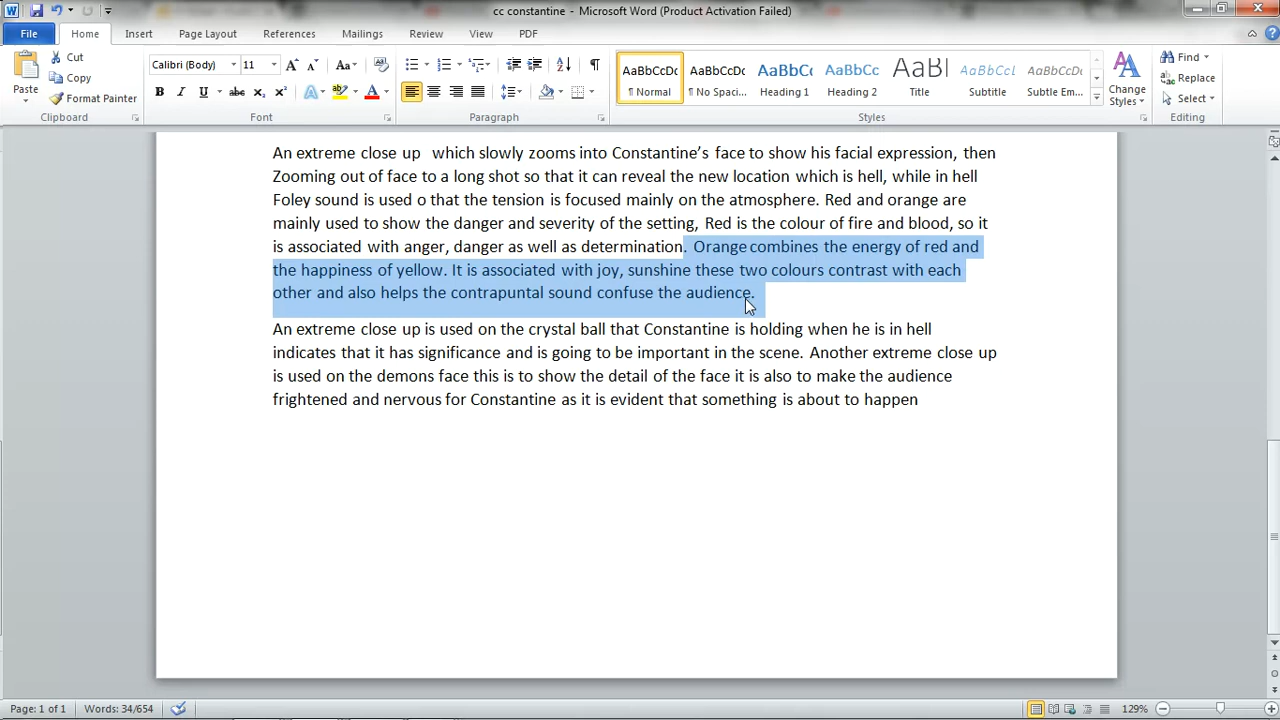 cc constantine - Microsoft Word (Product Activation Failed)
File Home Insert Page Layout References Mailings Review View PDF
Paste Cut Copy Format Painter
Calibri (Body) 11 Aa
B I U abc x₂ x² A A
AaBbCcDc AaBbCcDc AaBbCc AaBbCc AaBl AaBbCcl AaBbCcDc
¶ Normal ¶ No Spaci... Heading 1 Heading 2 Title Subtitle Subtle Em...
Change Styles
Find
Replace
Select
Clipboard Font Paragraph Styles Editing
An extreme close up  which slowly zooms into Constantine’s face to show his facial expression, then
Zooming out of face to a long shot so that it can reveal the new location which is hell, while in hell
Foley sound is used o that the tension is focused mainly on the atmosphere. Red and orange are
mainly used to show the danger and severity of the setting, Red is the colour of fire and blood, so it
is associated with anger, danger as well as determination. Orange combines the energy of red and
the happiness of yellow. It is associated with joy, sunshine these two colours contrast with each
other and also helps the contrapuntal sound confuse the audience.
An extreme close up is used on the crystal ball that Constantine is holding when he is in hell
indicates that it has significance and is going to be important in the scene. Another extreme close up
is used on the demons face this is to show the detail of the face it is also to make the audience
frightened and nervous for Constantine as it is evident that something is about to happen
Page: 1 of 1 Words: 34/654 129%